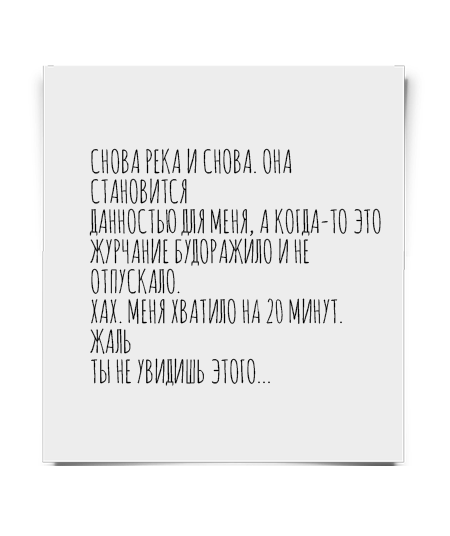 СНОВА РЕКА И СНОВА. ОНА
СТАНОВИТСЯ
ДАННОСТЬЮ ДЛЯ МЕНЯ, А КОГДА-ТО ЭТО
ЖУРЧАНИЕ БУДОРАЖИЛО И НЕ
ОТПУСКАЛО.
ХАХ. МЕНЯ ХВАТИЛО НА 20 МИНУТ.
ЖАЛЬ
ТЫ НЕ УВИДИШЬ ЭТОГО...